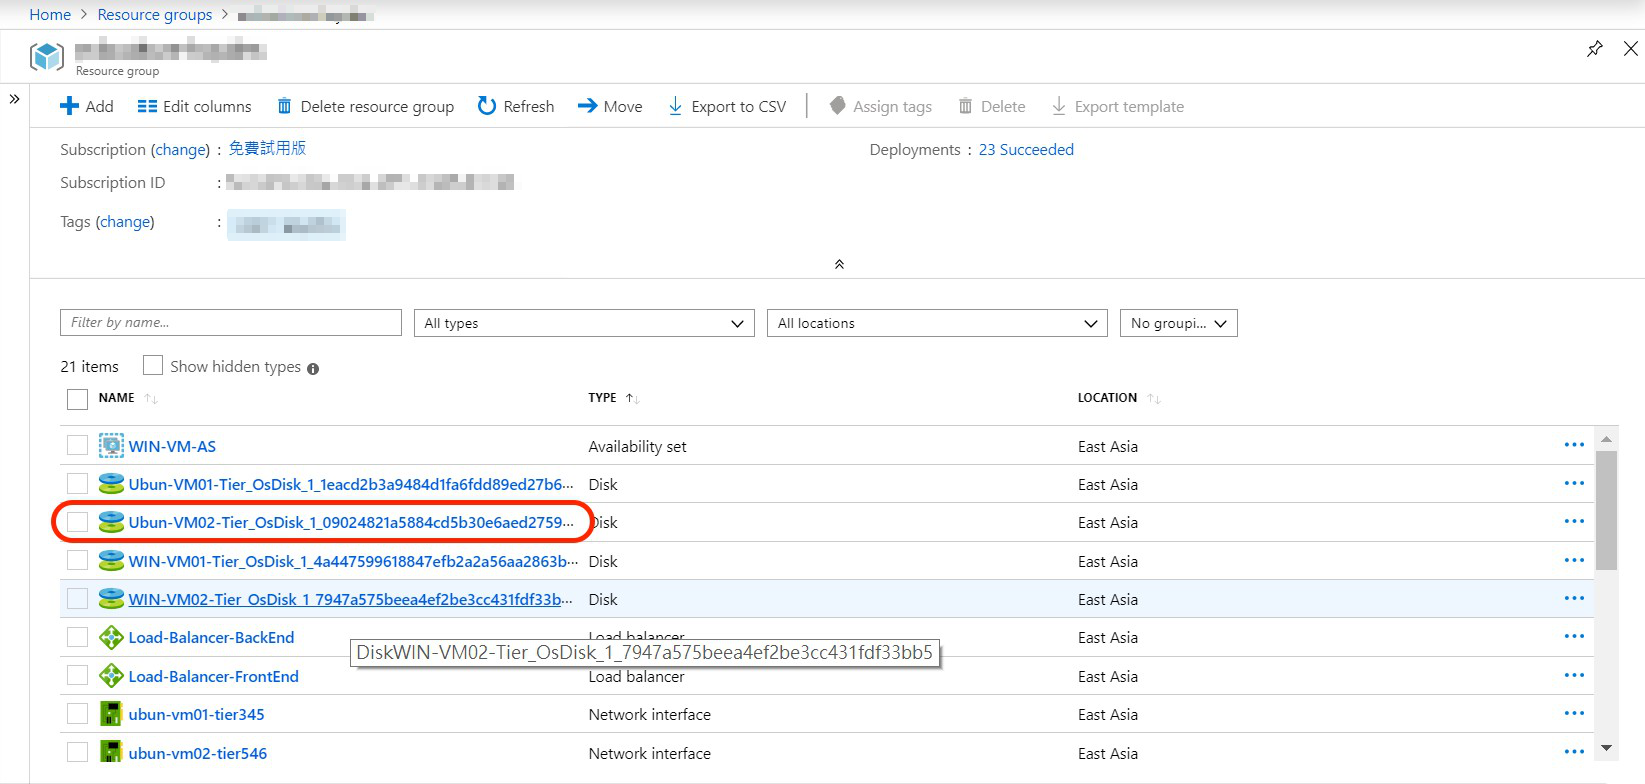 Home > Resource groups >
Resource group
Add Edit columns Delete resource group Refresh Move Export to CSV Assign tags Delete Export template
Subscription (change) : 免費試用版 Deployments : 23 Succeeded
Subscription ID :
Tags (change) :
Filter by name... All types All locations No groupi...
21 items Show hidden types
NAME TYPE LOCATION
WIN-VM-AS Availability set East Asia
Ubun-VM01-Tier_OsDisk_1_1eacd2b3a9484d1fa6fdd89ed27b6... Disk East Asia
Ubun-VM02-Tier_OsDisk_1_09024821a5884cd5b30e6aed2759... Disk East Asia
WIN-VM01-Tier_OsDisk_1_4a447599618847efb2a2a56aa2863b... Disk East Asia
WIN-VM02-Tier_OsDisk_1_7947a575beea4ef2be3cc431fdf33b... Disk East Asia
Load-Balancer-BackEnd Load balancer East Asia
DiskWIN-VM02-Tier_OsDisk_1_7947a575beea4ef2be3cc431fdf33bb5
Load-Balancer-FrontEnd Load balancer East Asia
ubun-vm01-tier345 Network interface East Asia
ubun-vm02-tier546 Network interface East Asia